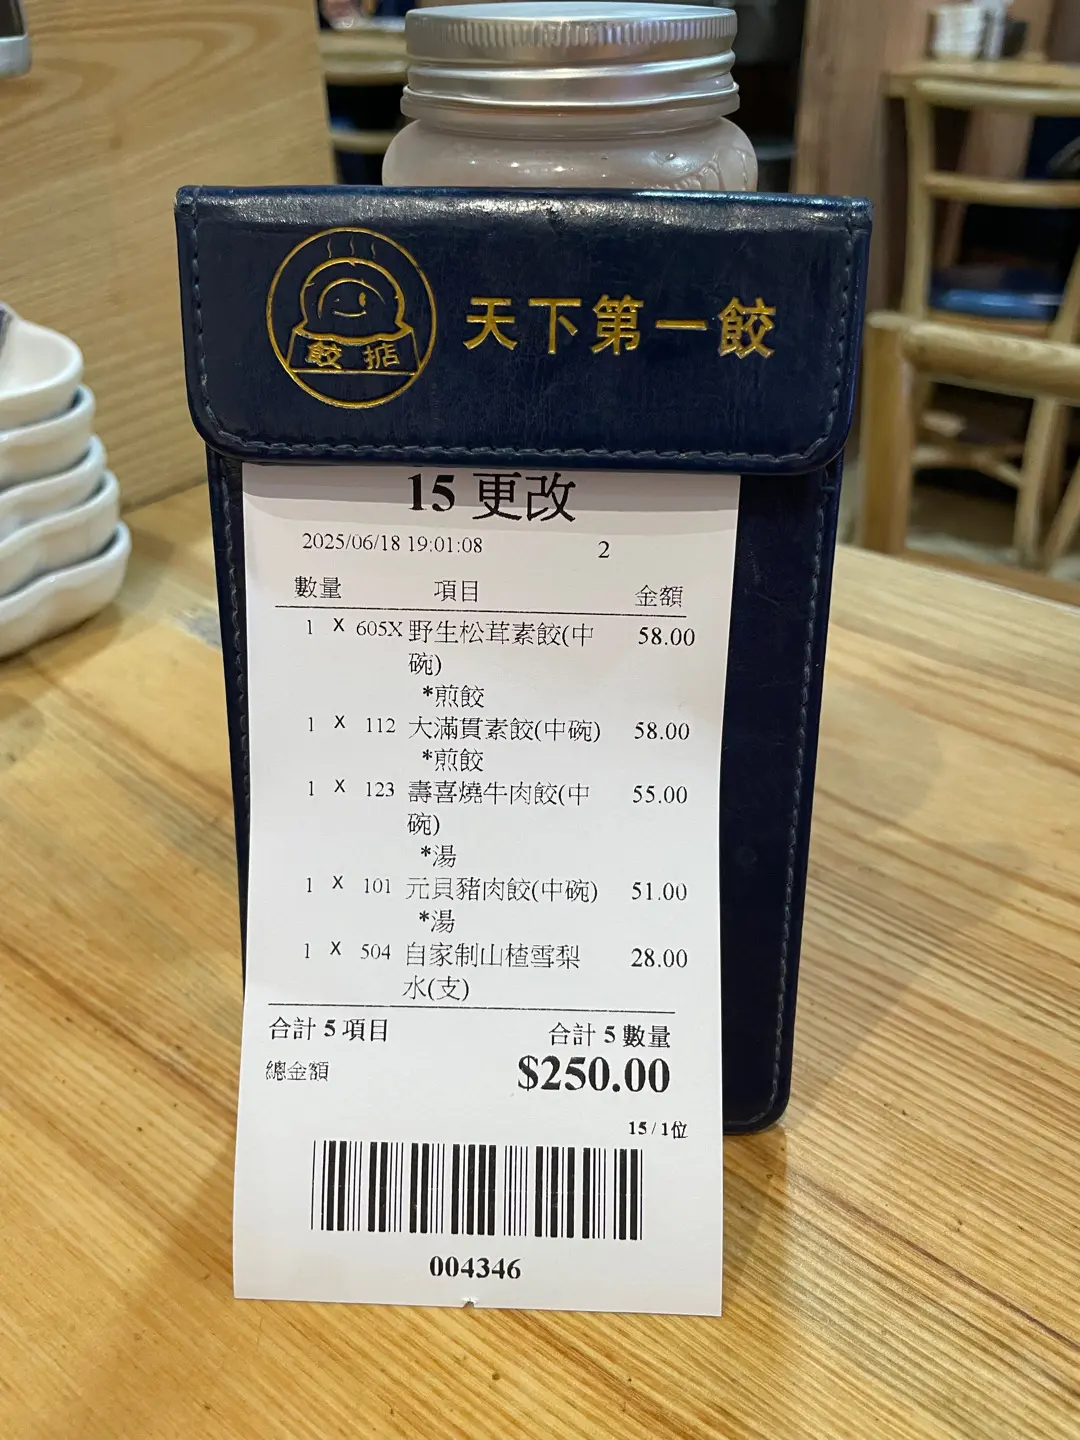 天下第一餃
餃掂
15 更改
2025/06/18 19:01:08 2
數量 項目 金額
1 X 605X 野生松茸素餃(中 58.00
碗)
*煎餃
1 X 112 大滿貫素餃(中碗) 58.00
*煎餃
1 X 123 壽喜燒牛肉餃(中 55.00
碗)
*湯
1 X 101 元貝豬肉餃(中碗) 51.00
*湯
1 X 504 自家制山楂雪梨 28.00
水(支)
合計 5 項目 合計 5 數量
總金額 $250.00
15 / 1位
004346